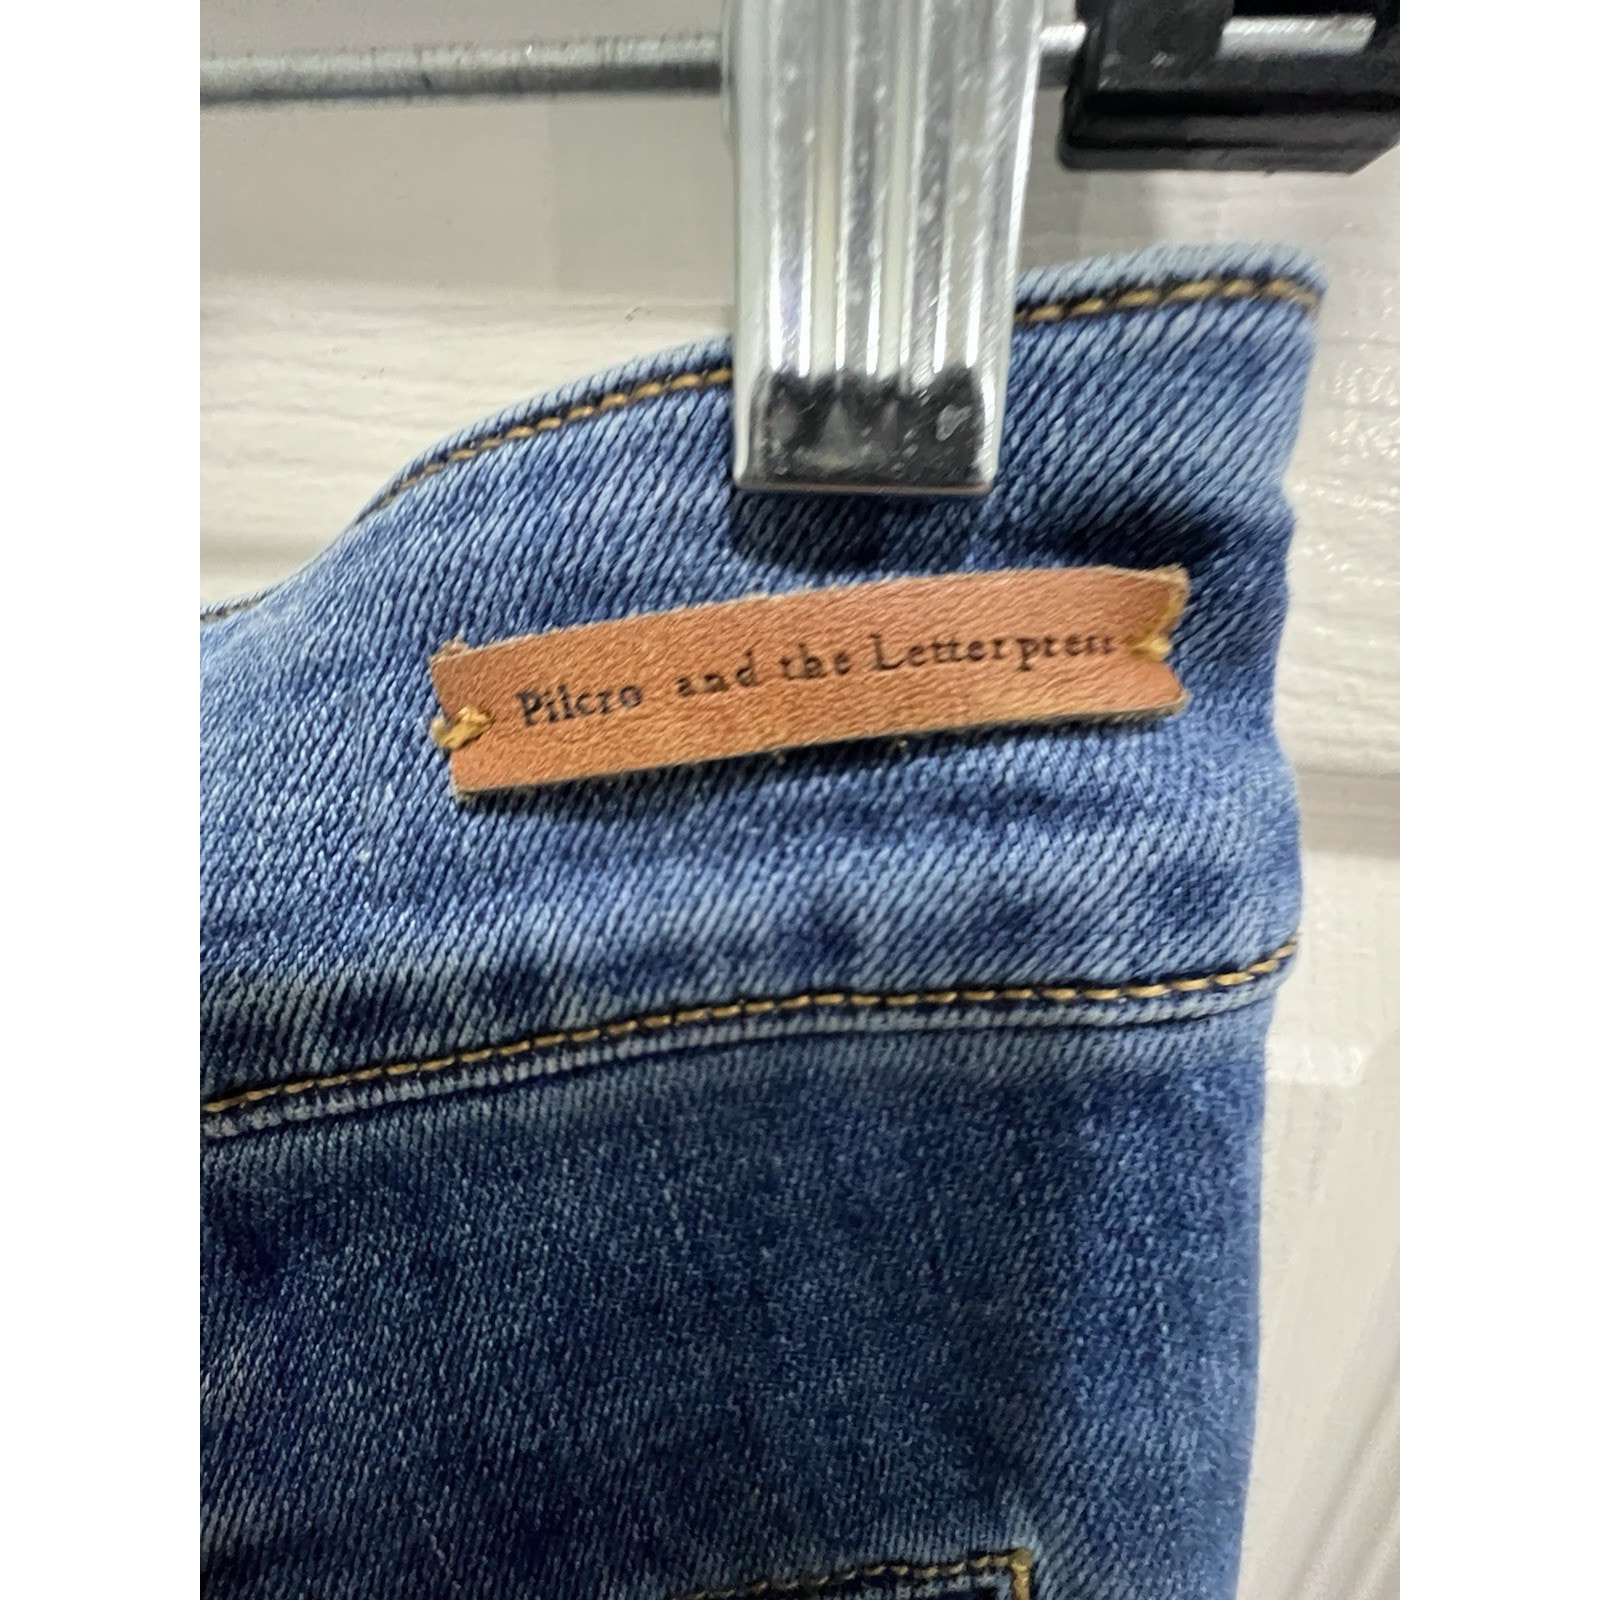 Pilcro and the Letterpress